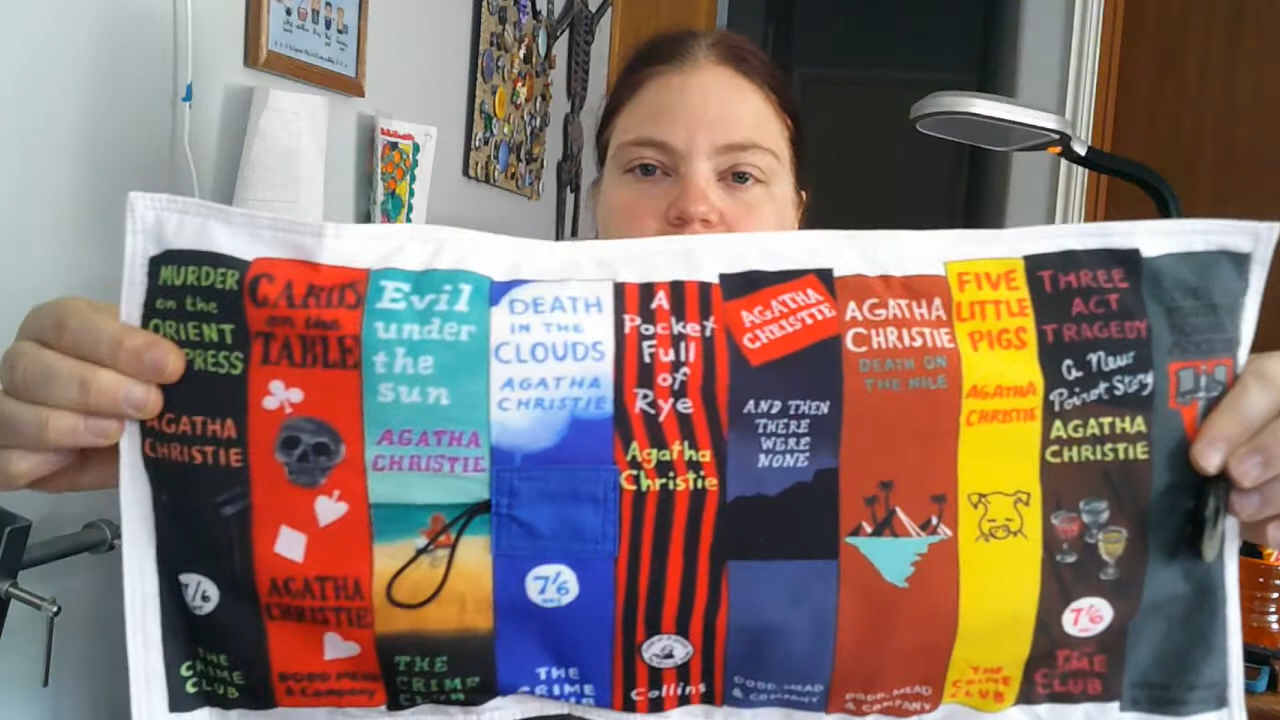 MURDER
on the
ORIENT
PRESS
AGATHA
CHRISTIE
7/6
THE
CRIME
CLUB
CARDS
on the
TABLE
AGATHA
CHRISTIE
DODD MEAD
& Company
Evil
under
the
sun
AGATHA
CHRISTIE
THE
CRIME
CLUB
DEATH
IN THE
CLOUDS
AGATHA
CHRISTIE
7/6
THE
CRIME
A
Pocket
Full
of
Rye
Agatha
Christie
Collins
AGATHA
CHRISTIE
AND THEN
THERE
WERE
NONE
DODD, MEAD
& COMPANY
AGATHA
CHRISTIE
DEATH ON
THE NILE
DODD, MEAD
& COMPANY
FIVE
LITTLE
PIGS
AGATHA
CHRISTIE
THE
CRIME
CLUB
THREE
ACT
TRAGEDY
A New
Poirot Story
AGATHA
CHRISTIE
7/6
THE
CRIME
CLUB